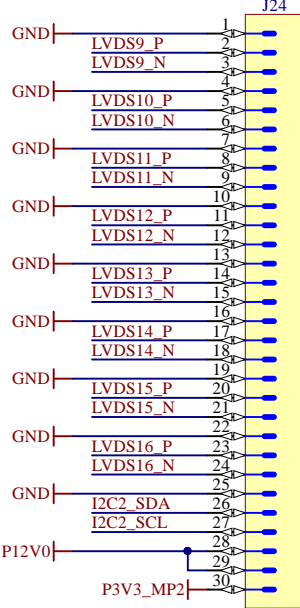 J24
GND 1
LVDS9_P 2
LVDS9_N 3
GND 4
LVDS10_P 5
LVDS10_N 6
GND 7
LVDS11_P 8
LVDS11_N 9
GND 10
LVDS12_P 11
LVDS12_N 12
GND 13
LVDS13_P 14
LVDS13_N 15
GND 16
LVDS14_P 17
LVDS14_N 18
GND 19
LVDS15_P 20
LVDS15_N 21
GND 22
LVDS16_P 23
LVDS16_N 24
GND 25
I2C2_SDA 26
I2C2_SCL 27
P12V0 28
29
P3V3_MP2 30